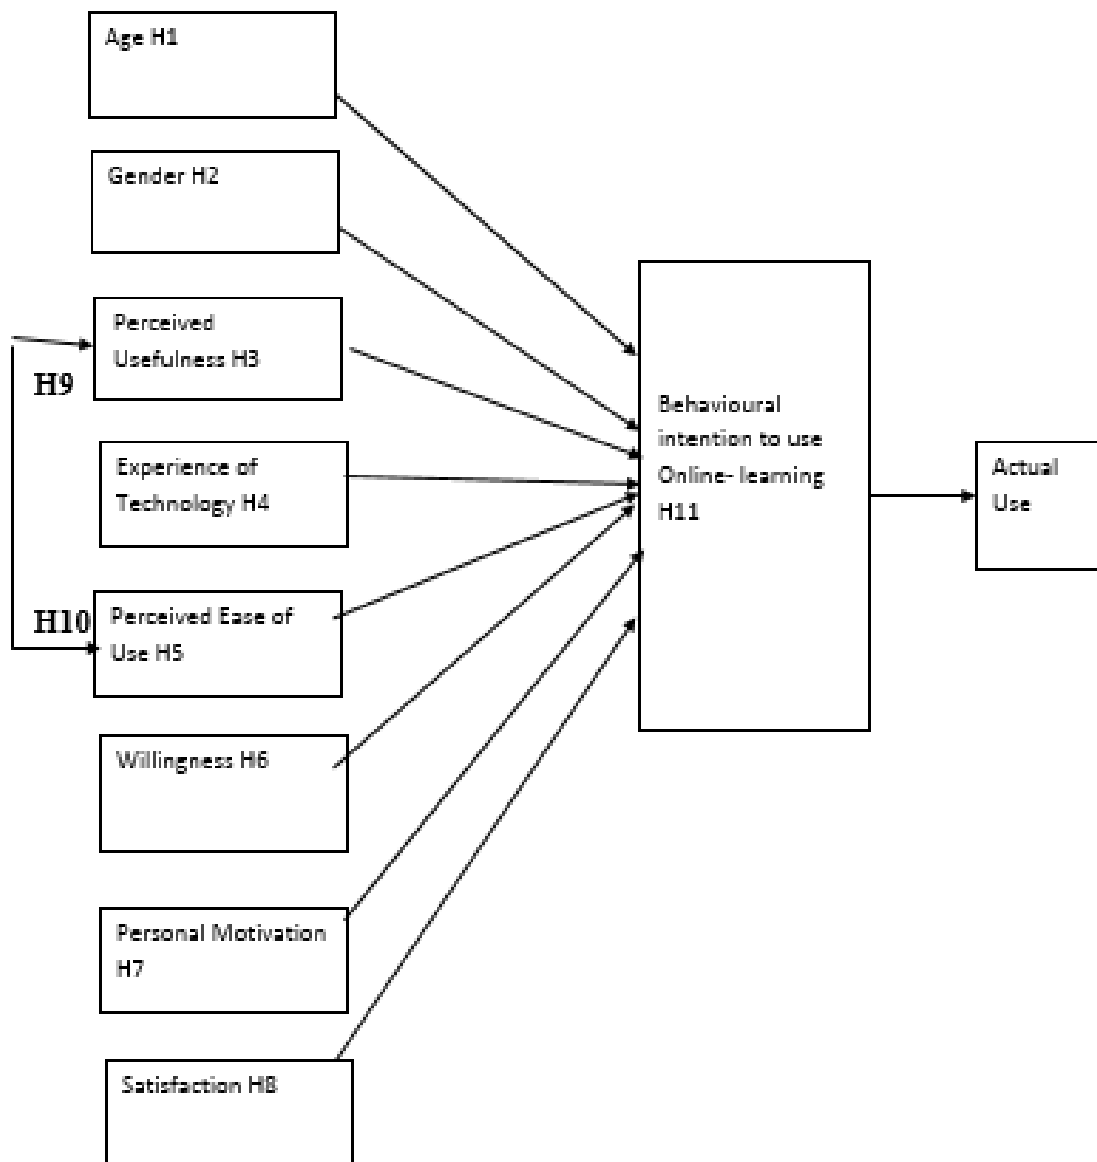 Age H1
Gender H2
Perceived
Usefulness H3
H9
Experience of
Technology H4
H10
Perceived Ease of
Use H5
Willingness H6
Personal Motivation
H7
Satisfaction H8
Behavioural
intention to use
Online- learning
H11
Actual
Use